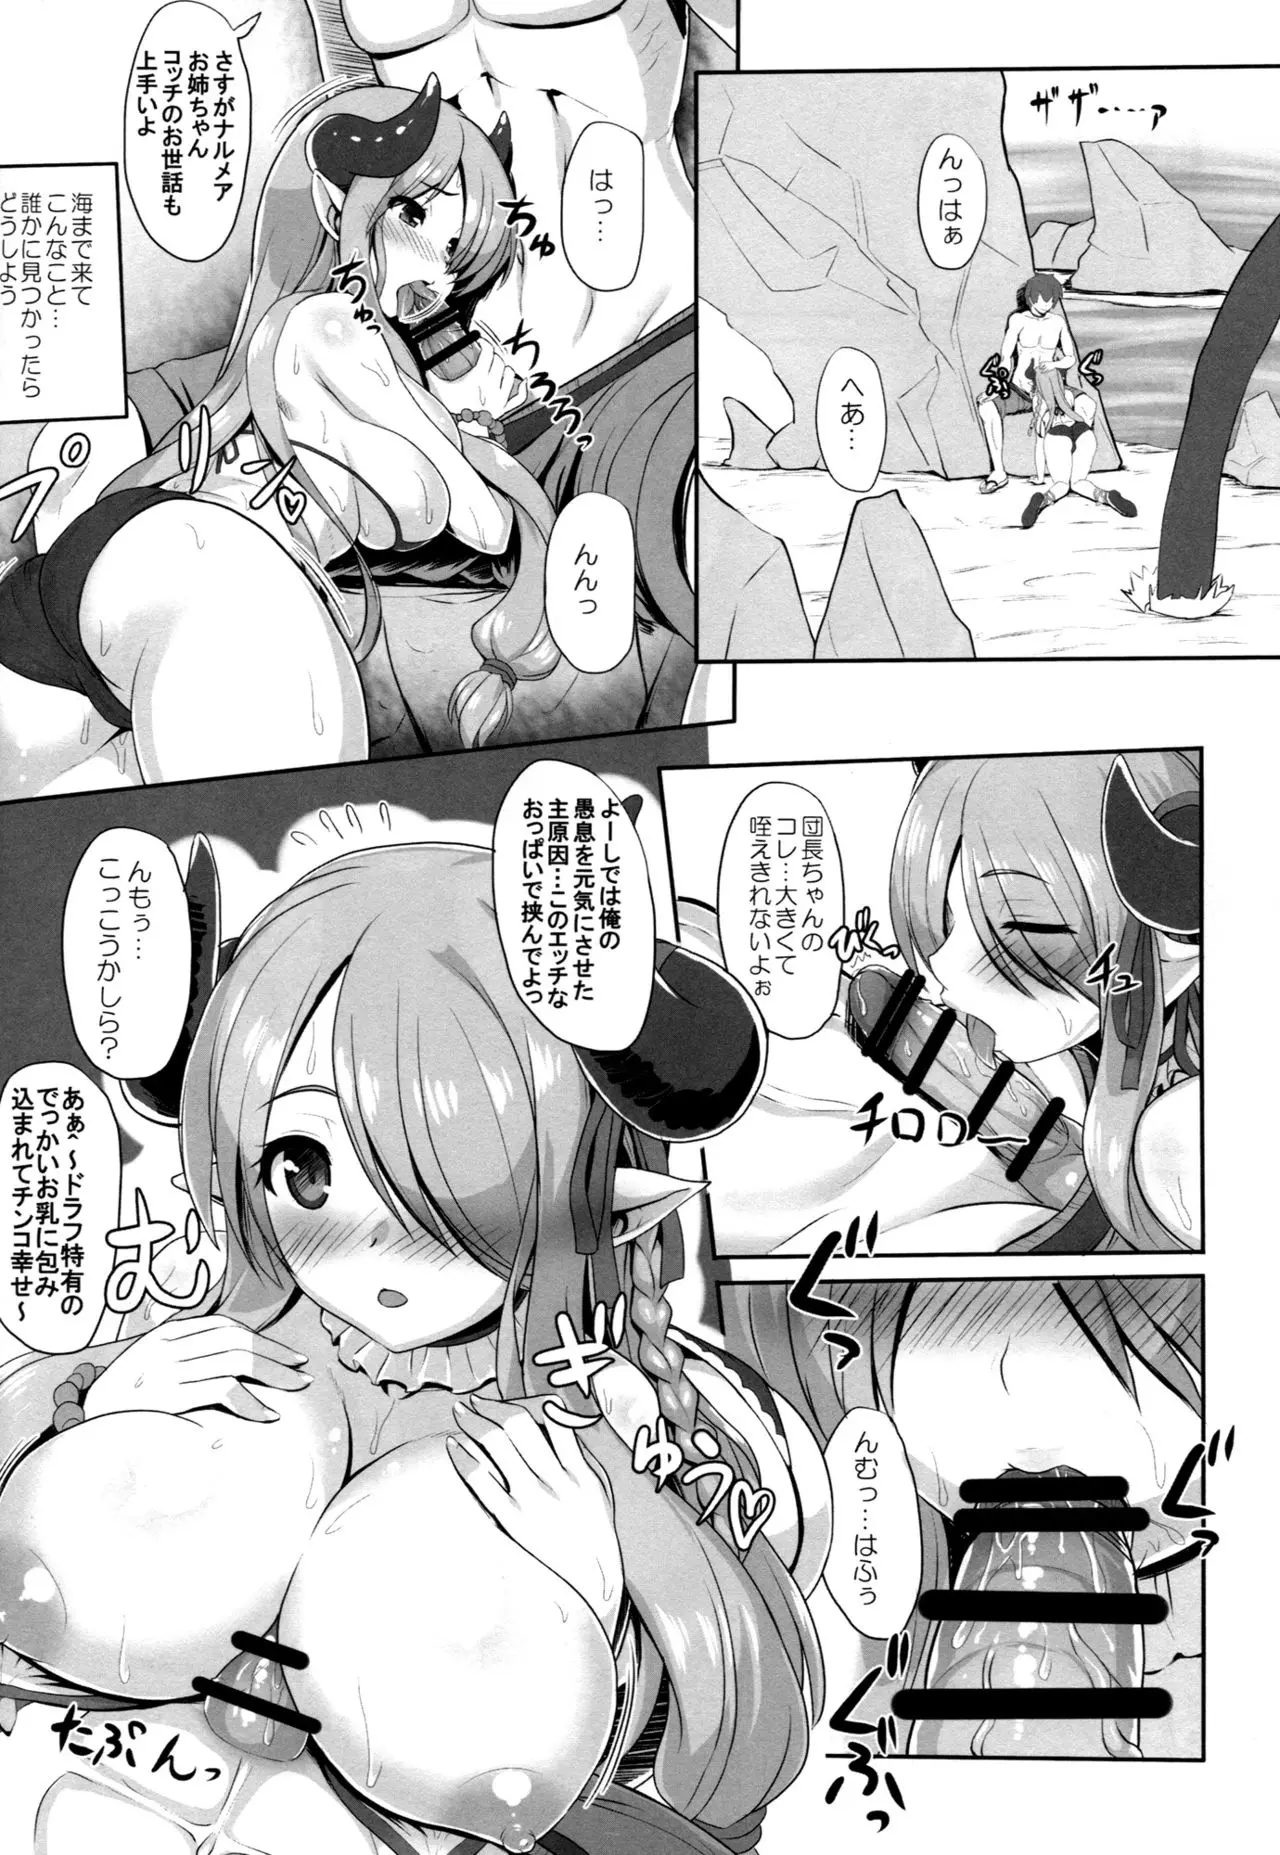 ザザ・・・・・ァ
んっはぁ
へあ…
ぐぷ
ぐっ
はっ…
さすがナルメア
お姉ちゃん
コッチのお世話も
上手いよ
海まで来て
こんなこと…
誰かに見つかったら
どうしよう
ちゅ
ちゅっ
ちろ
ちろろっ
んんっ
プリン♡
団長ちゃんの
コレ…大きくて
咥えきれないよぉ
びくっ
チュ
チロロロ〜
んむっ…はふぅ
ぐっ
ぐっ
ぐぶっ
よーしでは俺の
愚息を元気にさせた
主原因…このエッチな
おっぱいで挟んでよっ
んもぅ…
こっこうかしら?
あぁ^〜ドラフ特有の
でっかいお乳に包み
込まれてチンコ幸せ〜
むぎゅう♡
たぷんっ